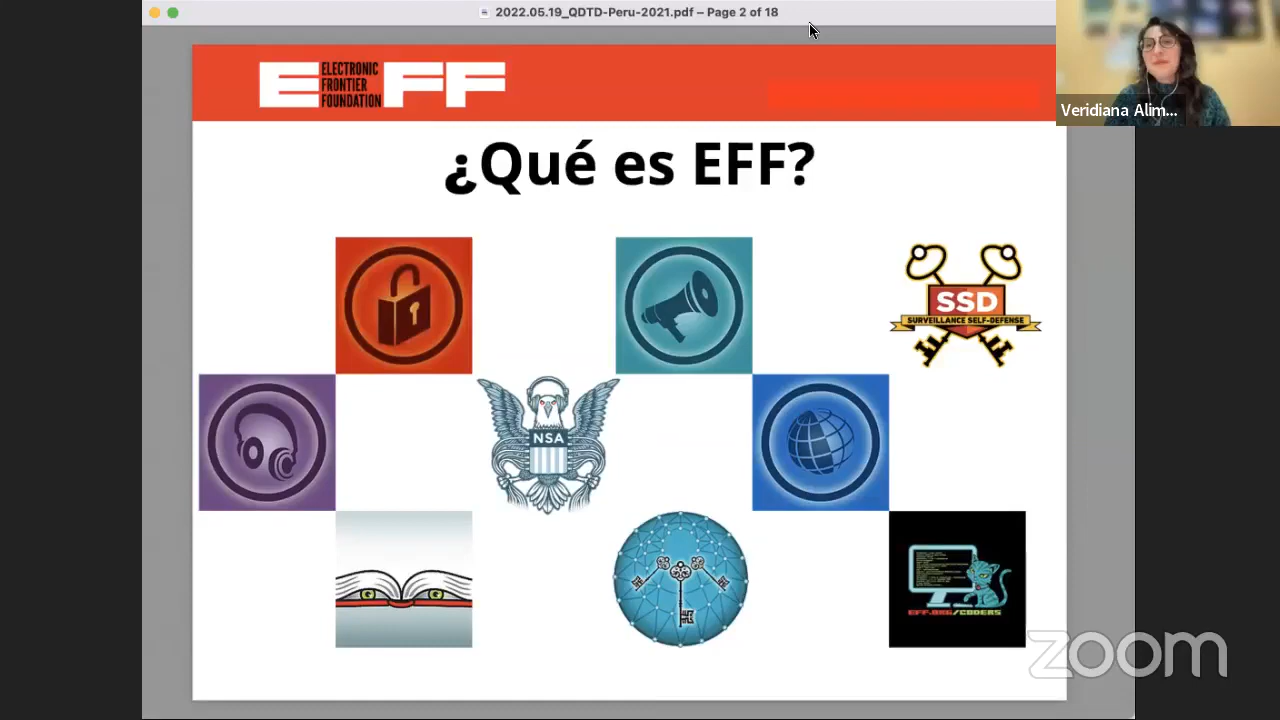 2022.05.19_QDTD-Peru-2021.pdf – Page 2 of 18
EFF
ELECTRONIC
FRONTIER
FOUNDATION
Veridiana Alim...
¿Qué es EFF?
SSD
SURVEILLANCE SELF-DEFENSE
NSA
EFF.ORG/CODERS
zoom